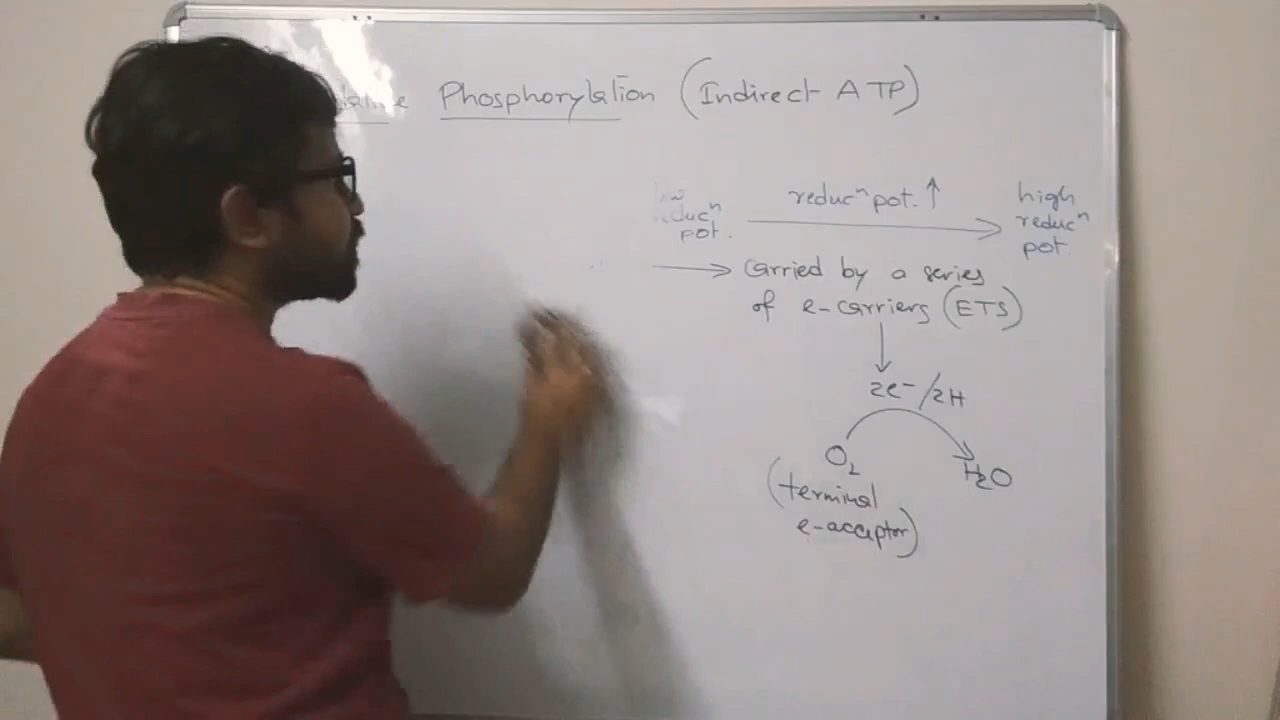 Phosphorylation (Indirect ATP)
reducⁿ pot. ↑
reducⁿ
pot.
high
reducⁿ
pot.
→ carried by a series
of e-carriers (ETS)
2e⁻/2H
O₂
H₂O
(terminal
e-acceptor)